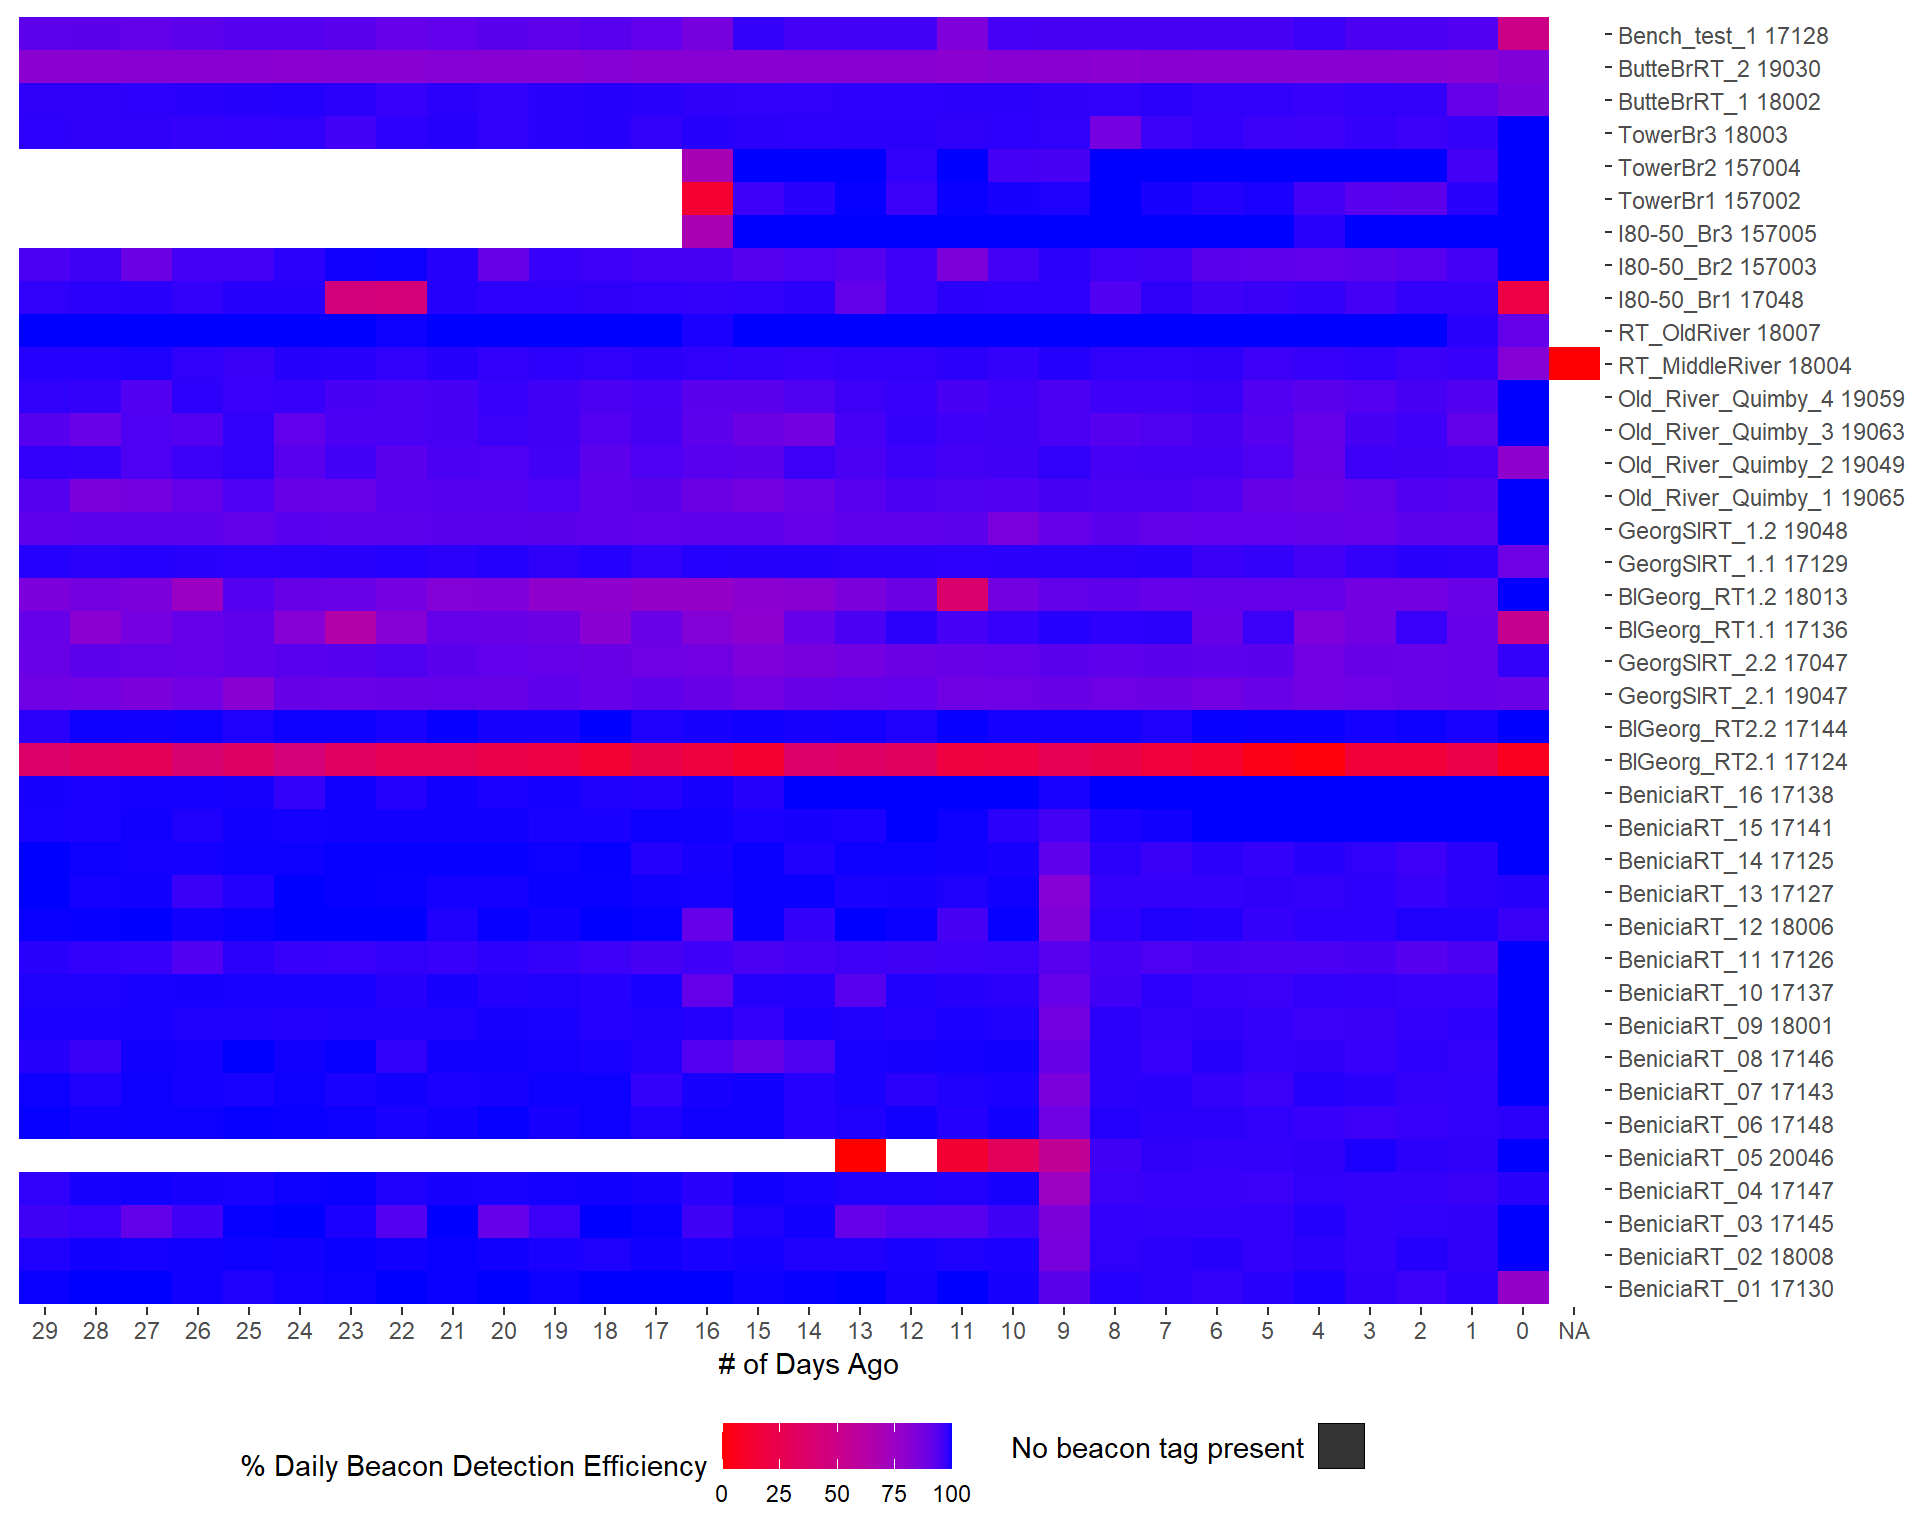 Bench_test_1 17128
ButteBrRT_2 19030
ButteBrRT_1 18002
TowerBr3 18003
TowerBr2 157004
TowerBr1 157002
I80-50_Br3 157005
I80-50_Br2 157003
I80-50_Br1 17048
RT_OldRiver 18007
RT_MiddleRiver 18004
Old_River_Quimby_4 19059
Old_River_Quimby_3 19063
Old_River_Quimby_2 19049
Old_River_Quimby_1 19065
GeorgSlRT_1.2 19048
GeorgSlRT_1.1 17129
BlGeorg_RT1.2 18013
BlGeorg_RT1.1 17136
GeorgSlRT_2.2 17047
GeorgSlRT_2.1 19047
BlGeorg_RT2.2 17144
BlGeorg_RT2.1 17124
BeniciaRT_16 17138
BeniciaRT_15 17141
BeniciaRT_14 17125
BeniciaRT_13 17127
BeniciaRT_12 18006
BeniciaRT_11 17126
BeniciaRT_10 17137
BeniciaRT_09 18001
BeniciaRT_08 17146
BeniciaRT_07 17143
BeniciaRT_06 17148
BeniciaRT_05 20046
BeniciaRT_04 17147
BeniciaRT_03 17145
BeniciaRT_02 18008
BeniciaRT_01 17130
29 28 27 26 25 24 23 22 21 20 19 18 17 16 15 14 13 12 11 10 9 8 7 6 5 4 3 2 1 0 NA
# of Days Ago
% Daily Beacon Detection Efficiency
0 25 50 75 100
No beacon tag present